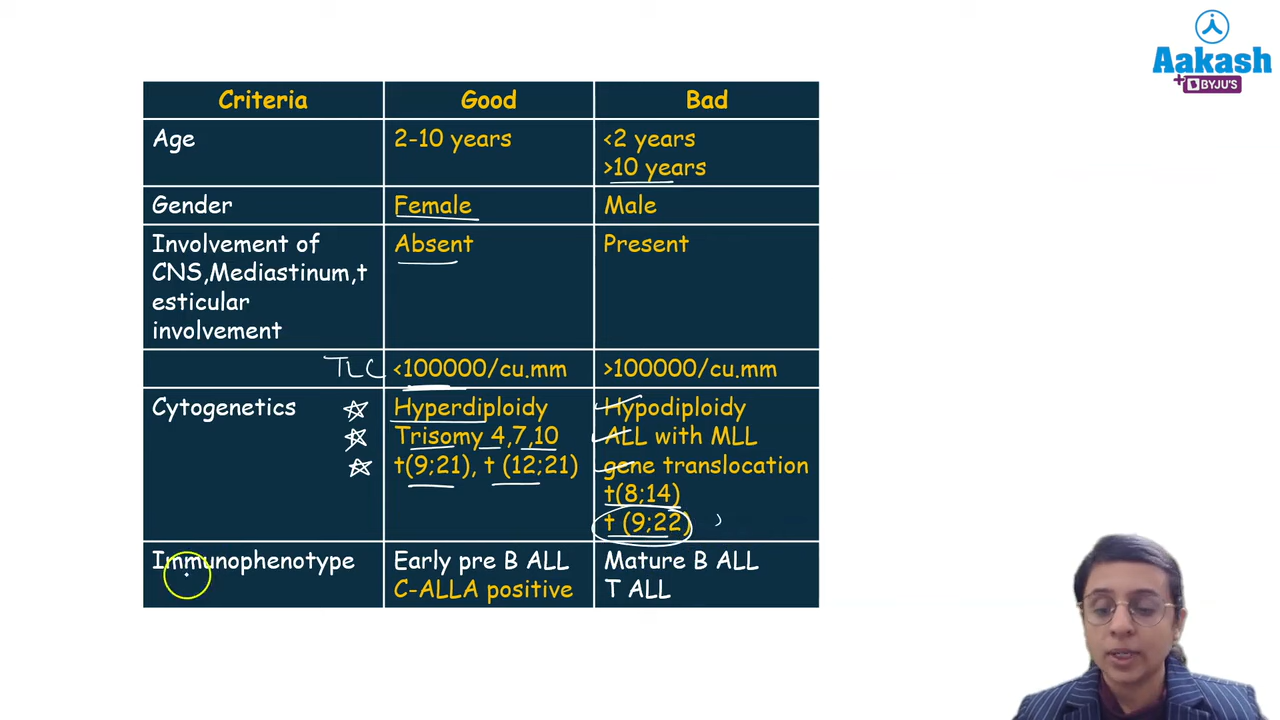 Aakash
BYJU'S
Criteria Good Bad
Age 2-10 years <2 years
>10 years
Gender Female Male
Involvement of Absent Present
CNS,Mediastinum,t
esticular
involvement
TLC <100000/cu.mm >100000/cu.mm
Cytogenetics Hyperdiploidy Hypodiploidy
Trisomy 4,7,10 ALL with MLL
t(9;21), t (12;21) gene translocation
t(8;14)
t (9;22)
Immunophenotype Early pre B ALL Mature B ALL
C-ALLA positive T ALL